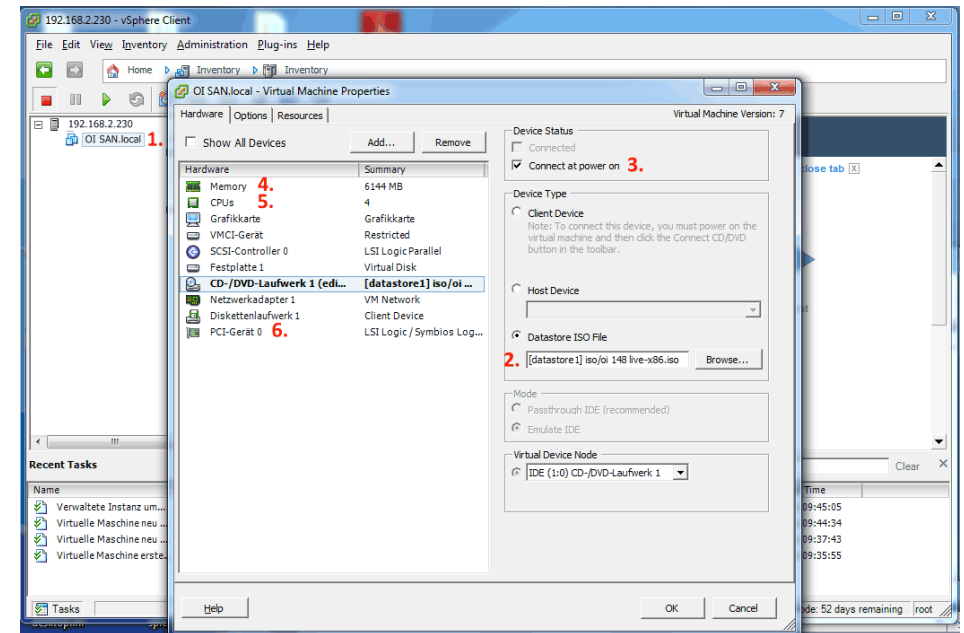 192.168.2.230 - vSphere Client
File Edit View Inventory Administration Plug-ins Help
Home Inventory Inventory
OI SAN.local - Virtual Machine Properties
Hardware Options Resources
Virtual Machine Version: 7
192.168.2.230
OI SAN.local 1.
Show All Devices
Add...
Remove
Hardware Summary
Memory 4. 6144 MB
CPUs 5. 4
Grafikkarte Grafikkarte
VMCI-Gerät Restricted
SCSI-Controller 0 LSI Logic Parallel
Festplatte 1 Virtual Disk
CD-/DVD-Laufwerk 1 (edi... [datastore1] iso/oi ...
Netzwerkadapter 1 VM Network
Diskettenlaufwerk 1 Client Device
PCI-Gerät 0 6. LSI Logic / Symbios Log...
Device Status
Connected
Connect at power on 3.
Device Type
Client Device
Note: To connect this device, you must power on the
virtual machine and then click the Connect CD/DVD
button in the toolbar.
Host Device
Datastore ISO File
2. [datastore1] iso/oi 148 live-x86.iso Browse...
Mode
Passthrough IDE (recommended)
Emulate IDE
Virtual Device Node
IDE (1:0) CD-/DVD-Laufwerk 1
close tab X
Recent Tasks
Clear X
Name
Time
Verwaltete Instanz um...
09:45:05
Virtuelle Maschine neu ...
09:44:34
Virtuelle Maschine neu ...
09:37:43
Virtuelle Maschine erste...
09:35:55
Help
OK
Cancel
Tasks
ode: 52 days remaining root